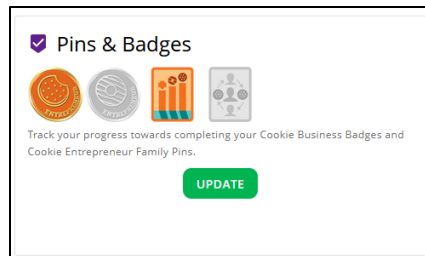 Pins & Badges
Track your progress towards completing your Cookie Business Badges and
Cookie Entrepreneur Family Pins.
UPDATE